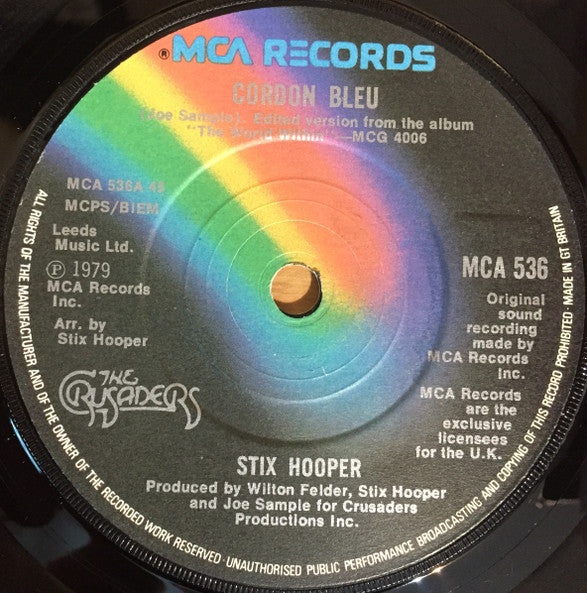 ® MCA RECORDS
CORDON BLEU
(Joe Sample). Edited version from the album
"The World Within"—MCG 4006
MCA 536A 45
MCPS/BIEM
Leeds
Music Ltd.
Ⓟ 1979
MCA Records
Inc.
Arr. by
Stix Hooper
THE
CRUSADERS
MCA 536
Original
sound
recording
made by
MCA Records
Inc.
MCA Records
are the
exclusive
licensees
for the U.K.
STIX HOOPER
Produced by Wilton Felder, Stix Hooper
and Joe Sample for Crusaders
Productions Inc.
ALL RIGHTS OF THE MANUFACTURER AND OF THE OWNER OF THE RECORDED WORK RESERVED · UNAUTHORISED PUBLIC PERFORMANCE BROADCASTING AND COPYING OF THIS RECORD PROHIBITED · MADE IN GT BRITAIN